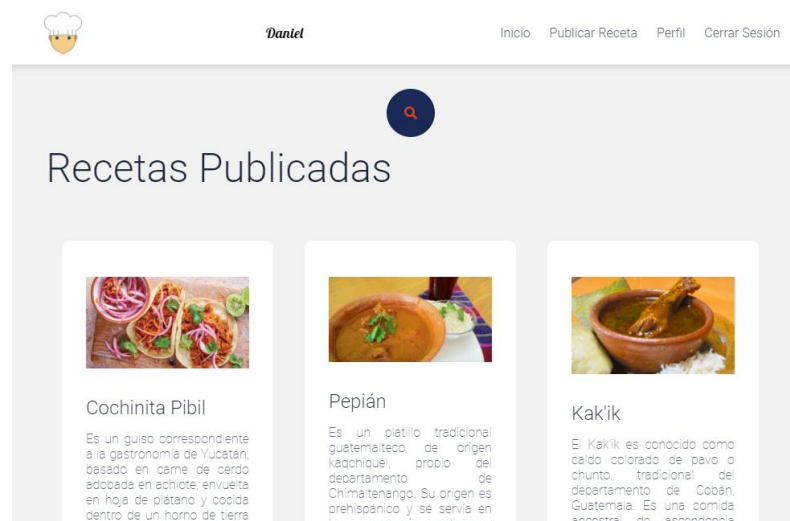 Daniel
Inicio Publicar Receta Perfil Cerrar Sesión
Recetas Publicadas
Cochinita Pibil
Es un guiso correspondiente
a la gastronomía de Yucatán,
basado en carne de cerdo
adobada en achiote, envuelta
en hoja de plátano y cocida
dentro de un horno de tierra
Pepián
Es un platillo tradicional
guatemalteco de origen
kaqchiquel, propio del
departamento de
Chimaltenango. Su origen es
prehispánico y se servía en
Kak'ik
El Kak'ik es conocido como
caldo colorado de pavo o
chunto, tradicional del
departamento de Cobán,
Guatemala. Es una comida
ancestral de ascendencia